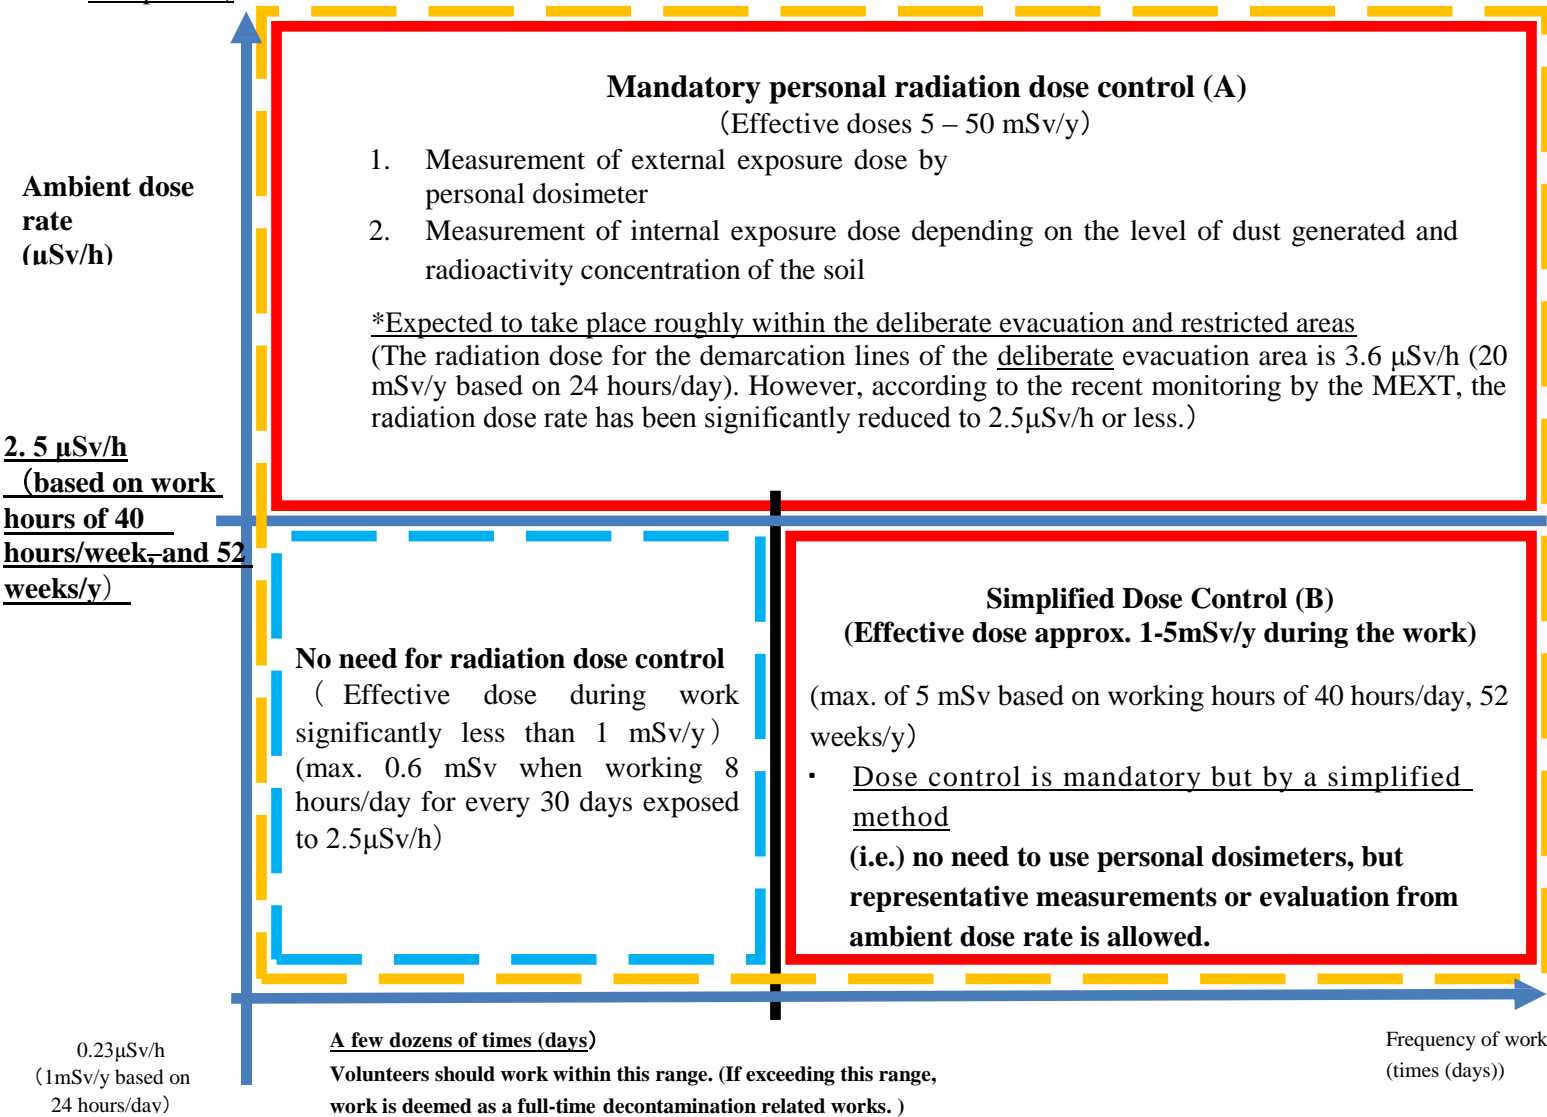 Mandatory personal radiation dose control (A)
（Effective doses 5 – 50 mSv/y）
1. Measurement of external exposure dose by
personal dosimeter
2. Measurement of internal exposure dose depending on the level of dust generated and
radioactivity concentration of the soil
*Expected to take place roughly within the deliberate evacuation and restricted areas
(The radiation dose for the demarcation lines of the deliberate evacuation area is 3.6 μSv/h (20
mSv/y based on 24 hours/day). However, according to the recent monitoring by the MEXT, the
radiation dose rate has been significantly reduced to 2.5μSv/h or less.）
Ambient dose
rate
(μSv/h)
2. 5 μSv/h
（based on work
hours of 40
hours/week, and 52
weeks/y）
No need for radiation dose control
（ Effective dose during work
significantly less than 1 mSv/y）
(max. 0.6 mSv when working 8
hours/day for every 30 days exposed
to 2.5μSv/h）
Simplified Dose Control (B)
(Effective dose approx. 1-5mSv/y during the work)
(max. of 5 mSv based on working hours of 40 hours/day, 52
weeks/y）
▪ Dose control is mandatory but by a simplified
method
(i.e.) no need to use personal dosimeters, but
representative measurements or evaluation from
ambient dose rate is allowed.
0.23μSv/h
（1mSv/y based on
24 hours/day）
A few dozens of times (days）
Volunteers should work within this range. (If exceeding this range,
work is deemed as a full-time decontamination related works. )
Frequency of work
(times (days))